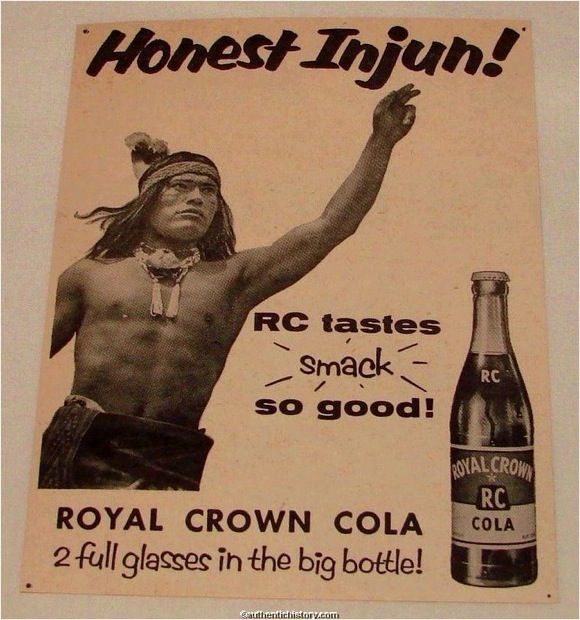 Honest Injun!
RC tastes
smack
so good!
RC
ROYAL CROWN
RC
COLA
ROYAL CROWN COLA
2 full glasses in the big bottle!
©authentichistory.com